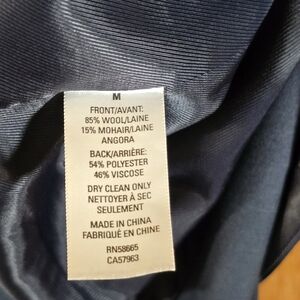 M
FRONT/AVANT:
85% WOOL/LAINE
15% MOHAIR/LAINE
ANGORA
BACK/ARRIÈRE:
54% POLYESTER
46% VISCOSE
DRY CLEAN ONLY
NETTOYER À SEC
SEULEMENT
MADE IN CHINA
FABRIQUÉ EN CHINE
RN58665
CA57963